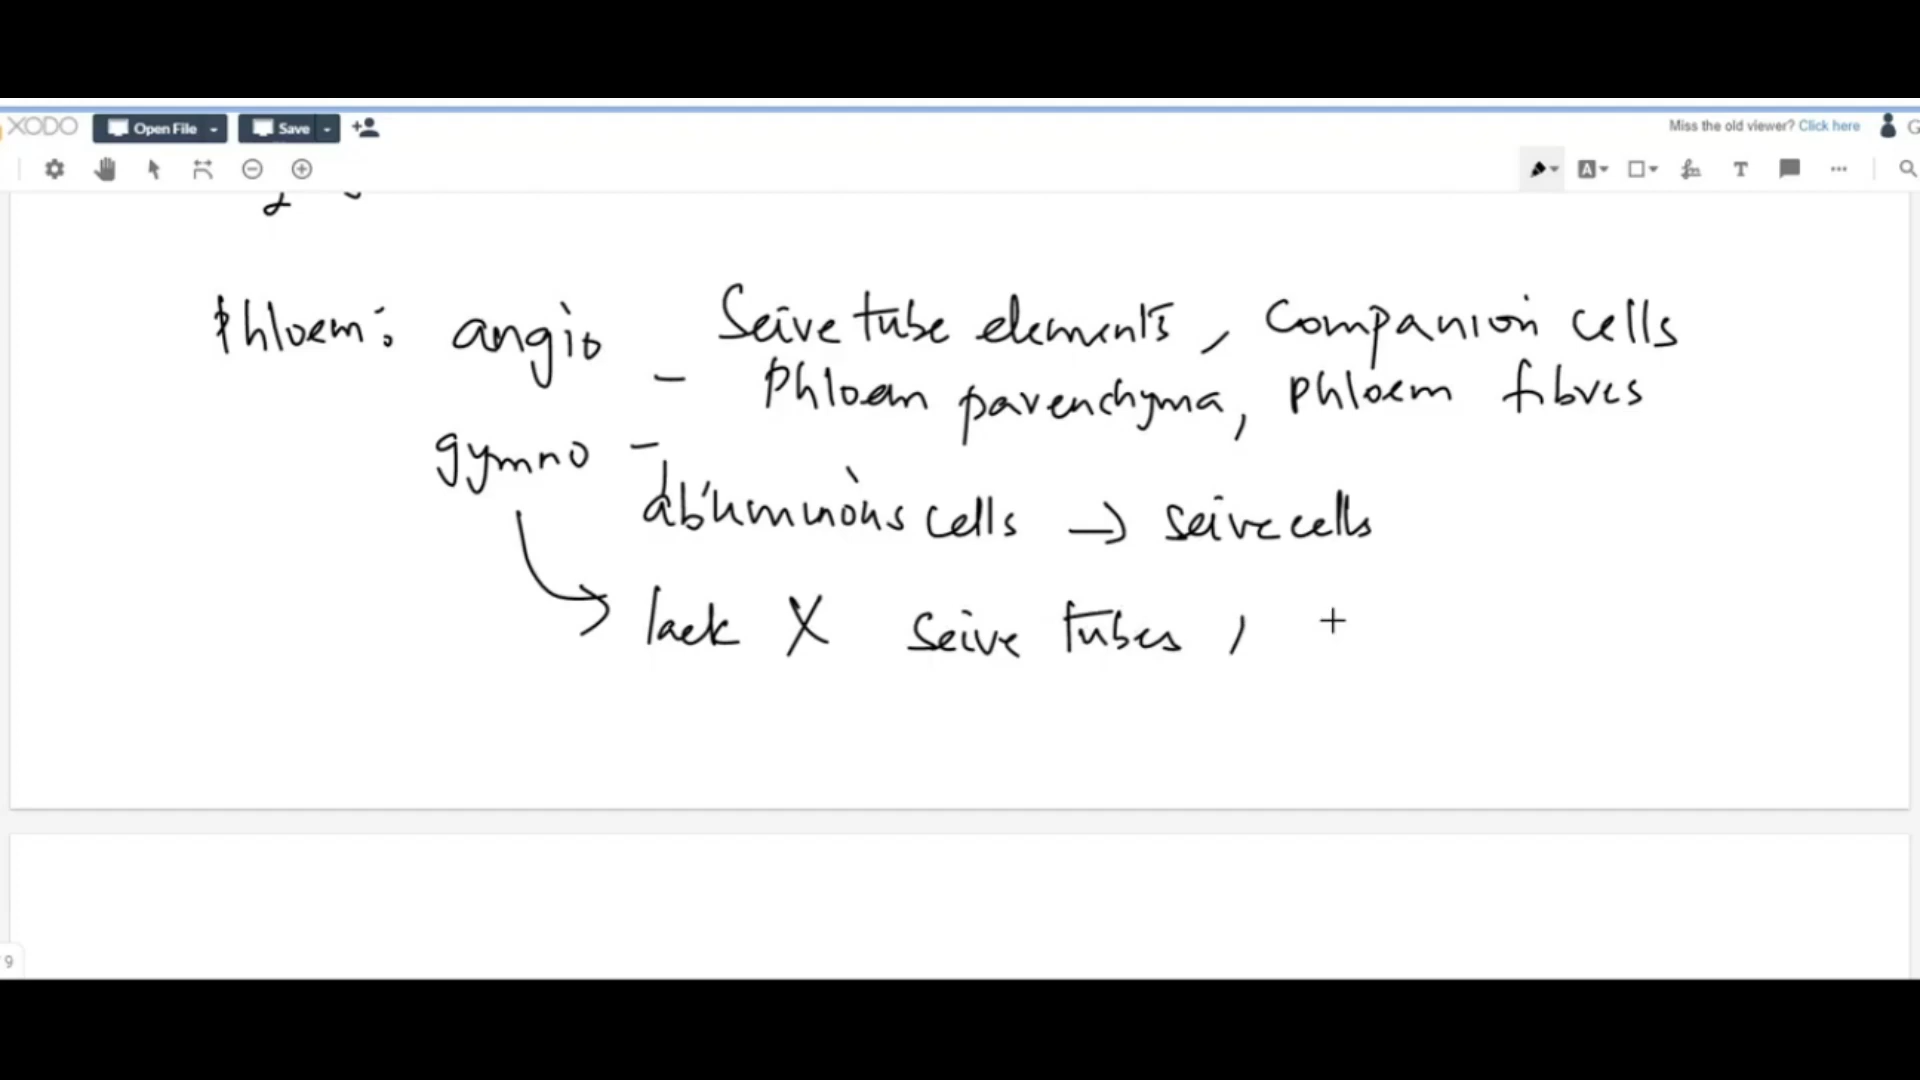 XODO Open File Save Miss the old viewer? Click here G
A T
Phloem: angio - Seive tube elements, Companion cells
Phloem parenchyma, phloem fibres
gymno -
albuminous cells → seive cells
lack X seive tubes,
9